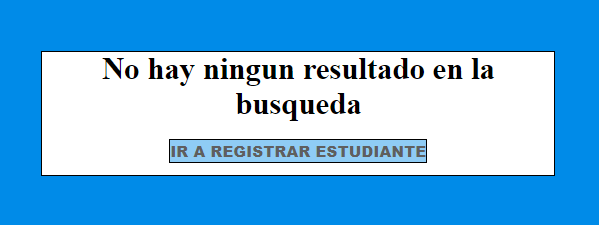 No hay ningun resultado en la
busqueda
IR A REGISTRAR ESTUDIANTE